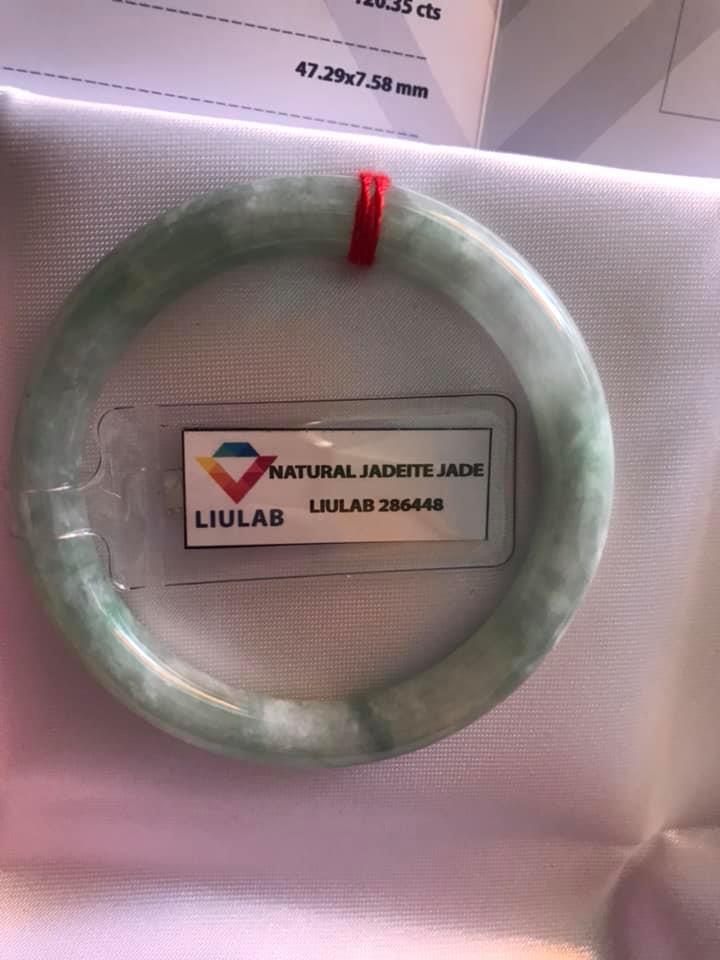 120.35 cts
47.29x7.58 mm
NATURAL JADEITE JADE
LIULAB 286448
LIULAB